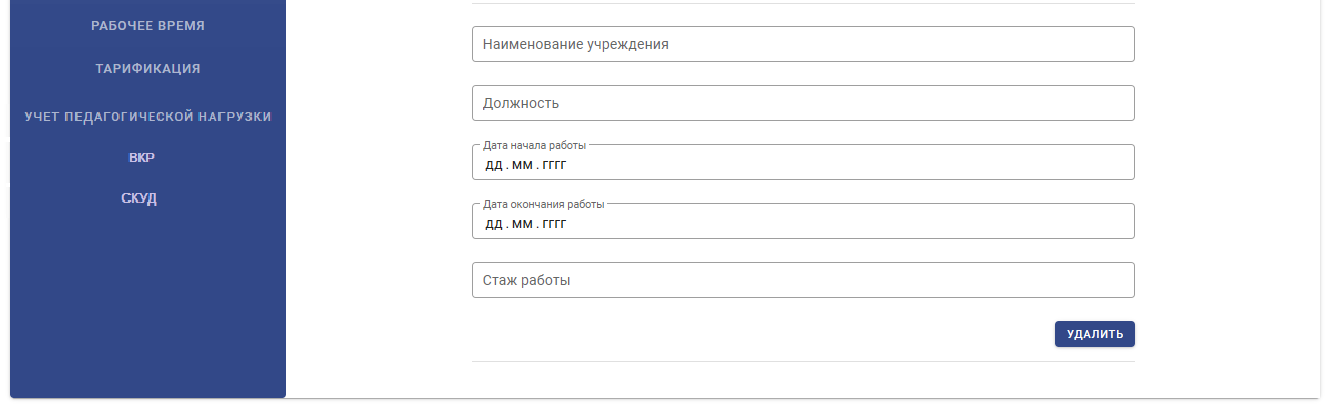 РАБОЧЕЕ ВРЕМЯ
ТАРИФИКАЦИЯ
УЧЕТ ПЕДАГОГИЧЕСКОЙ НАГРУЗКИ
ВКР
СКУД
Наименование учреждения
Должность
Дата начала работы
дд.мм.гггг
Дата окончания работы
дд.мм.гггг
Стаж работы
УДАЛИТЬ